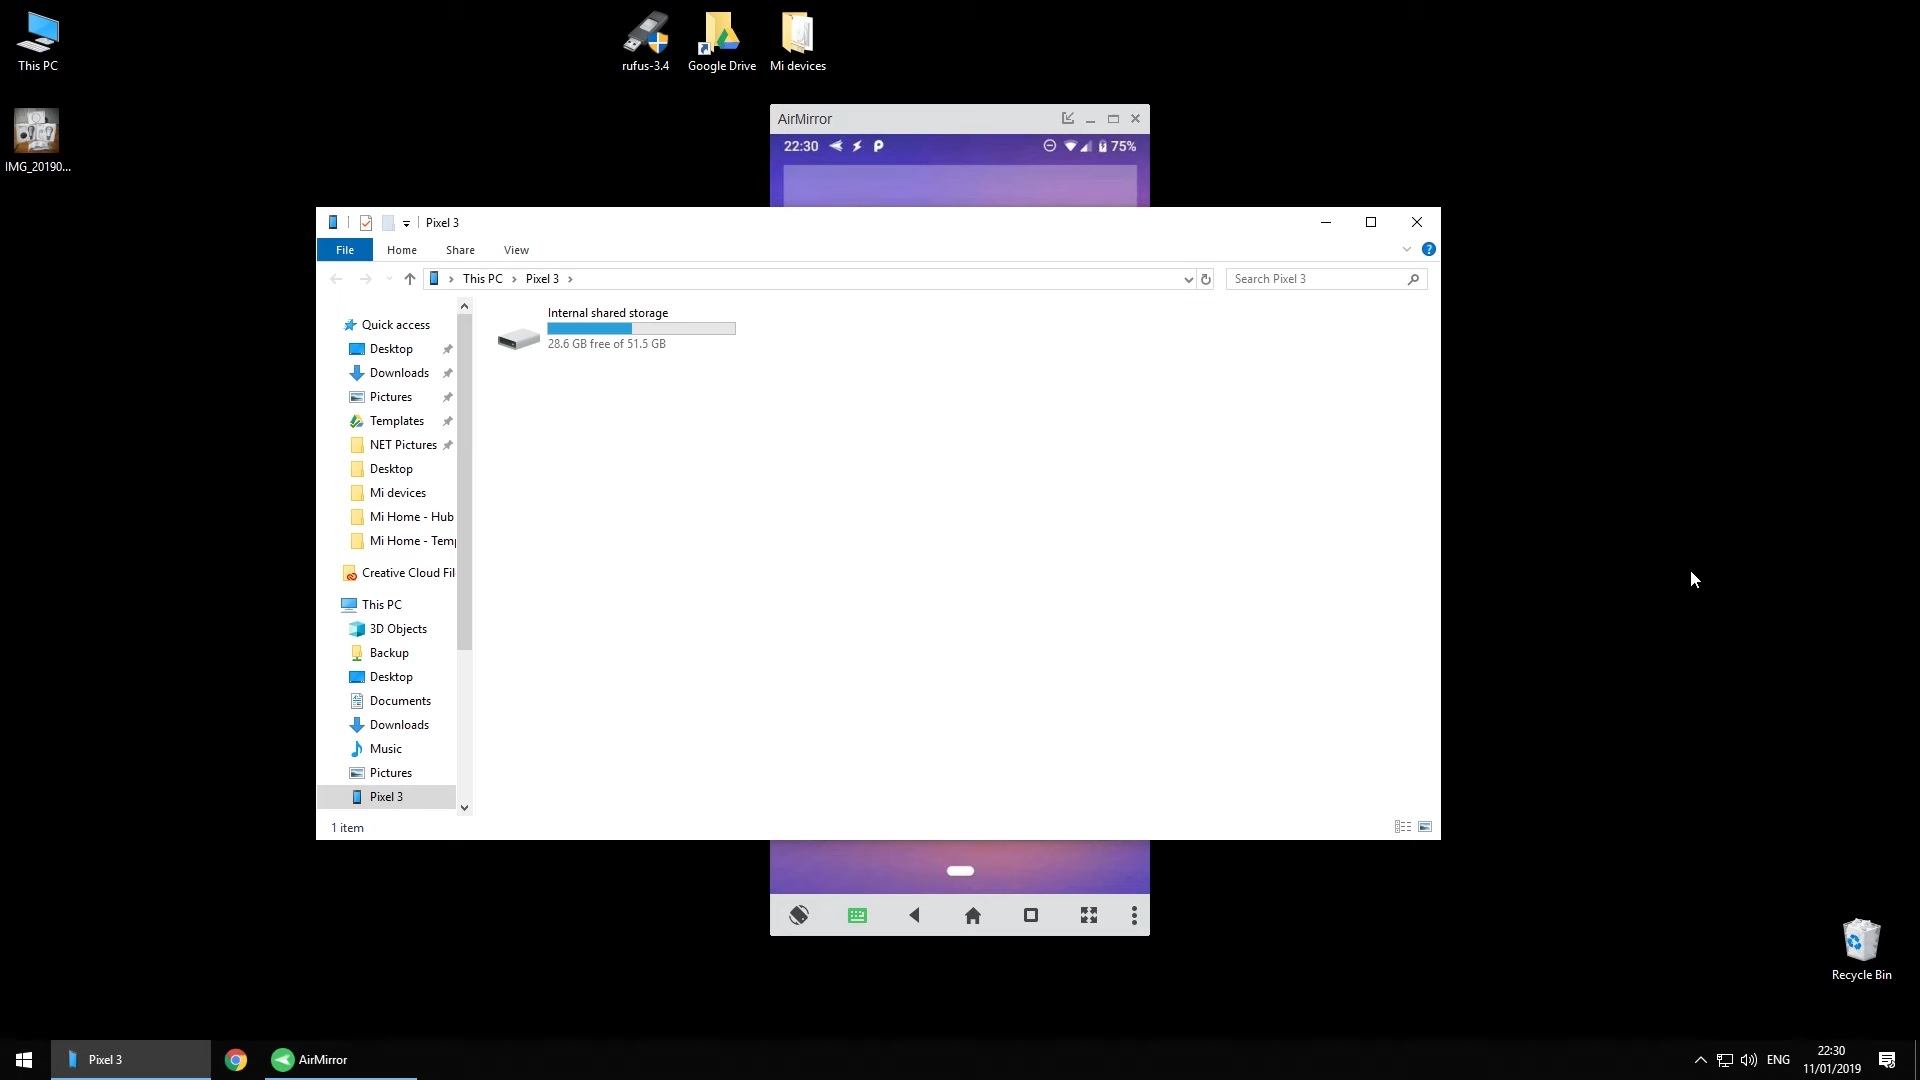 This PC
rufus-3.4
Google Drive
Mi devices
IMG_20190...
AirMirror
22:30
75%
Pixel 3
File
Home
Share
View
This PC
Pixel 3
Search Pixel 3
Quick access
Desktop
Downloads
Pictures
Templates
NET Pictures
Desktop
Mi devices
Mi Home - Hub
Mi Home - Temp
Creative Cloud Fil
This PC
3D Objects
Backup
Desktop
Documents
Downloads
Music
Pictures
Pixel 3
Internal shared storage
28.6 GB free of 51.5 GB
1 item
Recycle Bin
Pixel 3
AirMirror
ENG
22:30
11/01/2019